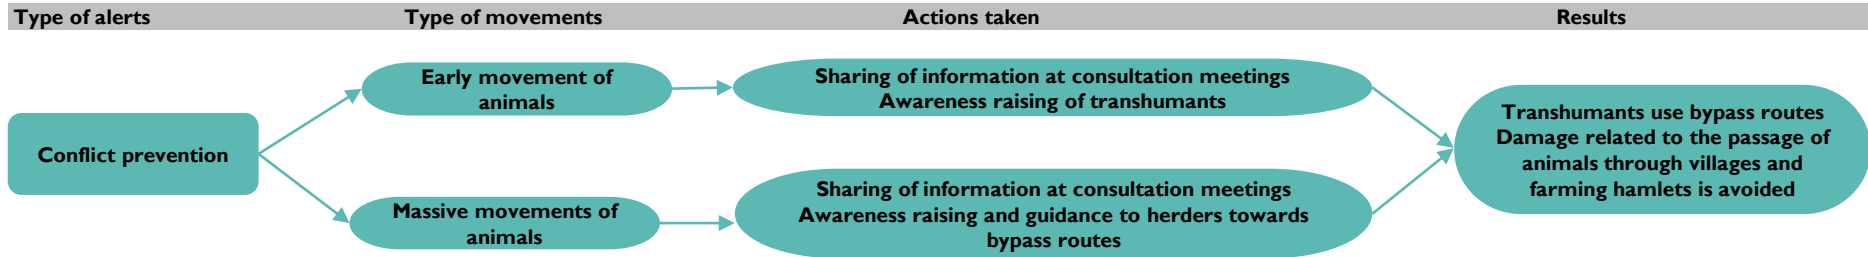 Type of alerts
Type of movements
Actions taken
Results
Conflict prevention
Early movement of
animals
Massive movements of
animals
Sharing of information at consultation meetings
Awareness raising of transhumants
Sharing of information at consultation meetings
Awareness raising and guidance to herders towards
bypass routes
Transhumants use bypass routes
Damage related to the passage of
animals through villages and
farming hamlets is avoided